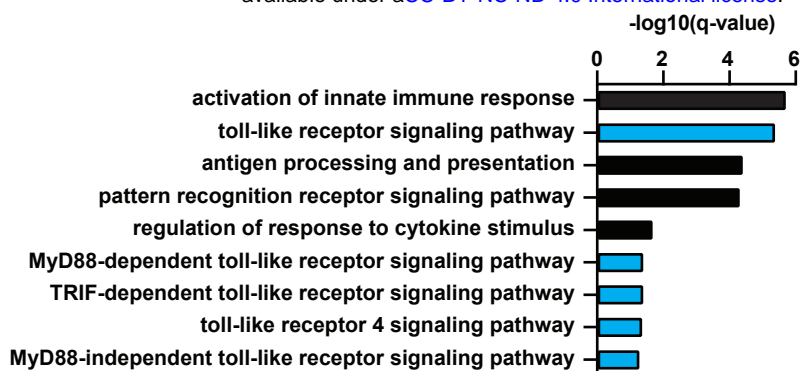 available under a
-log10(q-value)
0 2 4 6
activation of innate immune response
toll-like receptor signaling pathway
antigen processing and presentation
pattern recognition receptor signaling pathway
regulation of response to cytokine stimulus
MyD88-dependent toll-like receptor signaling pathway
TRIF-dependent toll-like receptor signaling pathway
toll-like receptor 4 signaling pathway
MyD88-independent toll-like receptor signaling pathway